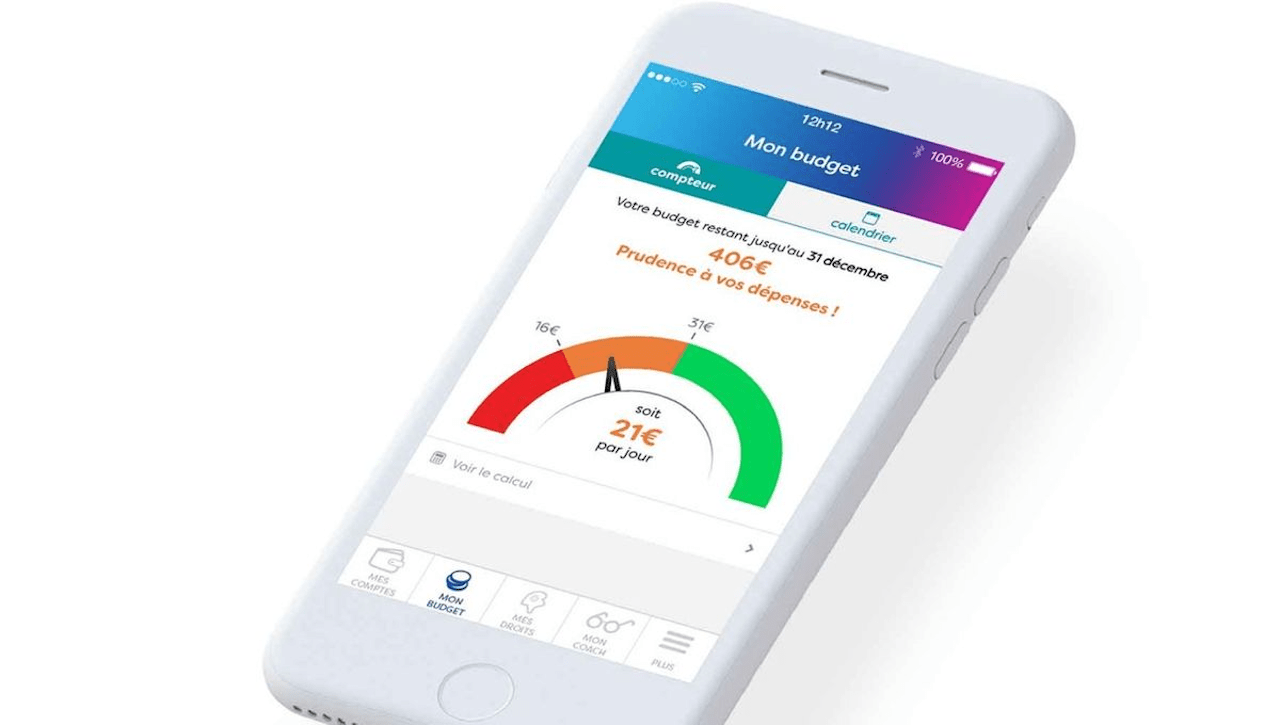 12h12
100%
Mon budget
compteur
calendrier
Votre budget restant jusqu'au 31 décembre
406€
Prudence à vos dépenses !
16€
31€
soit
21€
par jour
Voir le calcul
MES
COMPTES
MON
BUDGET
MES
DROITS
MON
COACH
PLUS